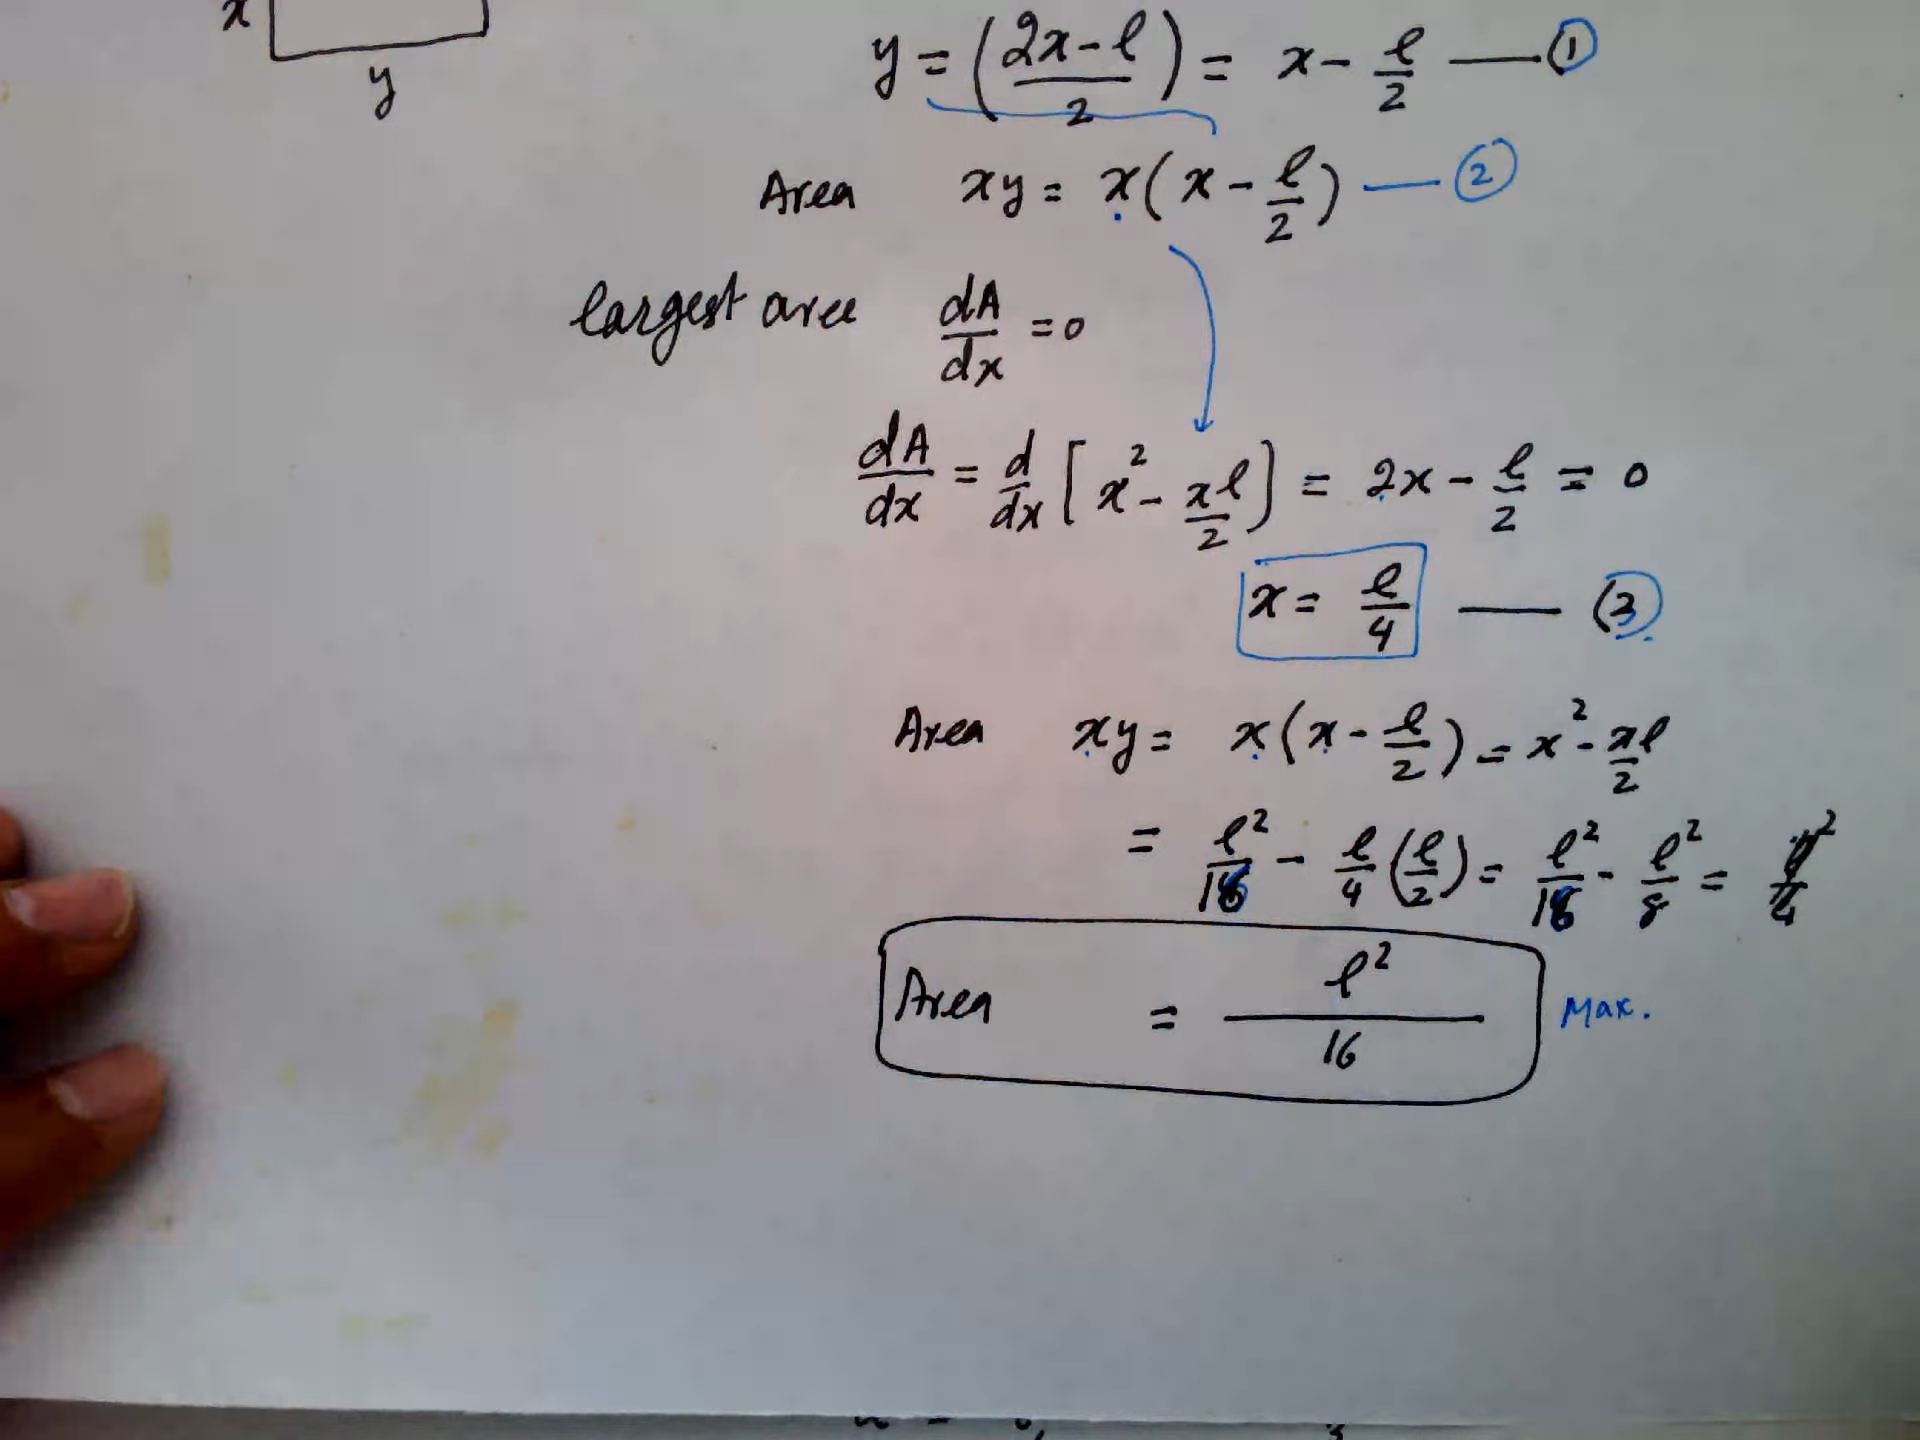 x
y
y = (2x-l/2) = x - l/2 — ①
Area xy = x(x - l/2) — ②
largest area dA/dx = 0
dA/dx = d/dx [x² - xl/2] = 2x - l/2 = 0
x = l/4 — ③
Area xy = x(x - l/2) = x² - xl/2
= l²/16 - l/4(l/2) = l²/16 - l²/8 =
Area = l²/16 Max.